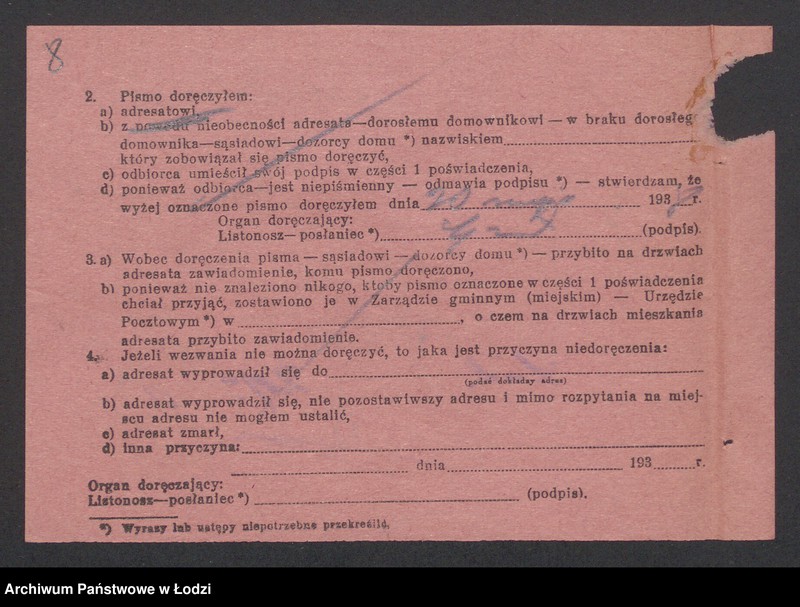 8
2. Pismo doręczyłem:
a) adresatowi,
b) z powodu nieobecności adresata—dorosłemu domownikowi — w braku dorosłeg
domownika—sąsiadowi—dozorcy domu *) nazwiskiem
który zobowiązał się pismo doręczyć,
c) odbiorca umieścił swój podpis w części 1 poświadczenia,
d) ponieważ odbiorca—jest niepiśmienny — odmawia podpisu *) — stwierdzam, że
wyżej oznaczone pismo doręczyłem dnia 193 r.
Organ doręczający:
Listonosz—posłaniec *) (podpis).
3. a) Wobec doręczenia pisma — sąsiadowi — dozorcy domu *) — przybito na drzwiach
adresata zawiadomienie, komu pismo doręczono,
b) ponieważ nie znaleziono nikogo, ktoby pismo oznaczone w części 1 poświadczenia
chciał przyjąć, zostawiono je w Zarządzie gminnym (miejskim) — Urzędzie
Pocztowym *) w , o czem na drzwiach mieszkania
adresata przybito zawiadomienie.
4. Jeżeli wezwania nie można doręczyć, to jaka jest przyczyna niedoręczenia:
a) adresat wyprowadził się do
(podać dokładny adres)
b) adresat wyprowadził się, nie pozostawiwszy adresu i mimo rozpytania na miej-
scu adresu nie mogłem ustalić,
c) adresat zmarł,
d) inna przyczyna:
dnia 193 r.
Organ doręczający:
Listonosz—posłaniec *) (podpis).
*) Wyrazy lub ustępy niepotrzebne przekreślić.
Archiwum Państwowe w Łodzi